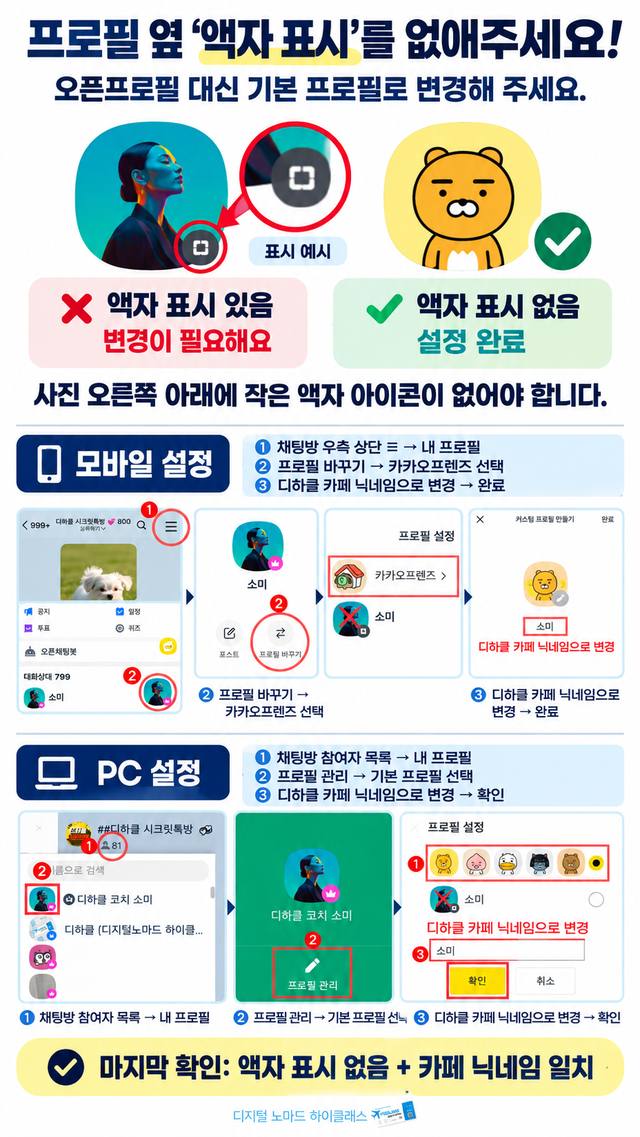 프로필 옆 ‘액자 표시’를 없애주세요!
오픈프로필 대신 기본 프로필로 변경해 주세요.
표시 예시
액자 표시 있음
변경이 필요해요
액자 표시 없음
설정 완료
사진 오른쪽 아래에 작은 액자 아이콘이 없어야 합니다.
모바일 설정
1 채팅방 우측 상단 ☰ → 내 프로필
2 프로필 바꾸기 → 카카오프렌즈 선택
3 디하클 카페 닉네임으로 변경 → 완료
1
999+ 디하클 시크릿톡방 💕 800
공지
일정
투표
퀴즈
오픈채팅봇
대화상대 799
2
소미
소미
2
포스트
프로필 바꾸기
2 프로필 바꾸기 →
카카오프렌즈 선택
프로필 설정
카카오프렌즈 >
소미
커스텀 프로필 만들기
완료
소미
디하클 카페 닉네임으로 변경
3 디하클 카페 닉네임으로
변경 → 완료
PC 설정
1 채팅방 참여자 목록 → 내 프로필
2 프로필 관리 → 기본 프로필 선택
3 디하클 카페 닉네임으로 변경 → 확인
##디하클 시크릿톡방
1
81
2
이름으로 검색
디하클 코치 소미
디하클 (디지털노마드 하이클...
1 채팅방 참여자 목록 → 내 프로필
디하클 코치 소미
2
프로필 관리
2 프로필 관리 → 기본 프로필 선
프로필 설정
1
소미
디하클 카페 닉네임으로 변경
3
소미
확인
취소
3 디하클 카페 닉네임으로 변경 → 확인
마지막 확인: 액자 표시 없음 + 카페 닉네임 일치
디지털 노마드 하이클래스